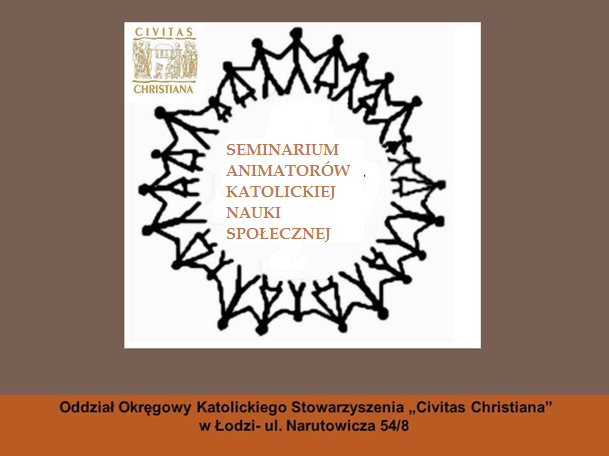 CIVITAS
CHRISTIANA
SEMINARIUM
ANIMATORÓW
KATOLICKIEJ
NAUKI
SPOŁECZNEJ
Oddział Okręgowy Katolickiego Stowarzyszenia „Civitas Christiana”
w Łodzi- ul. Narutowicza 54/8